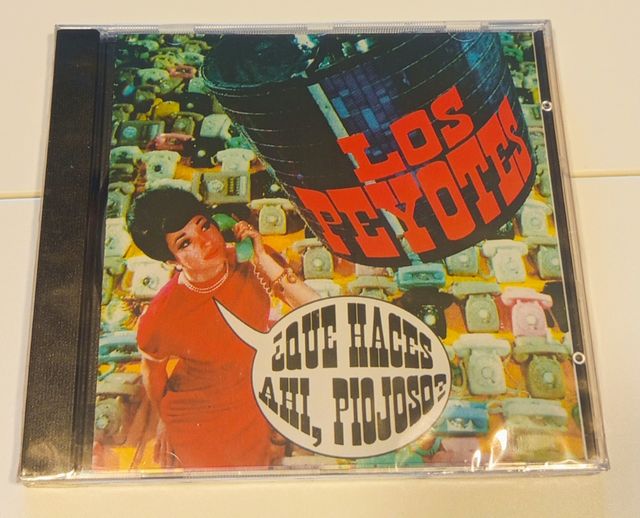 LOS
PEYOTES
¿QUE HACES
AHI, PIOJOSO?